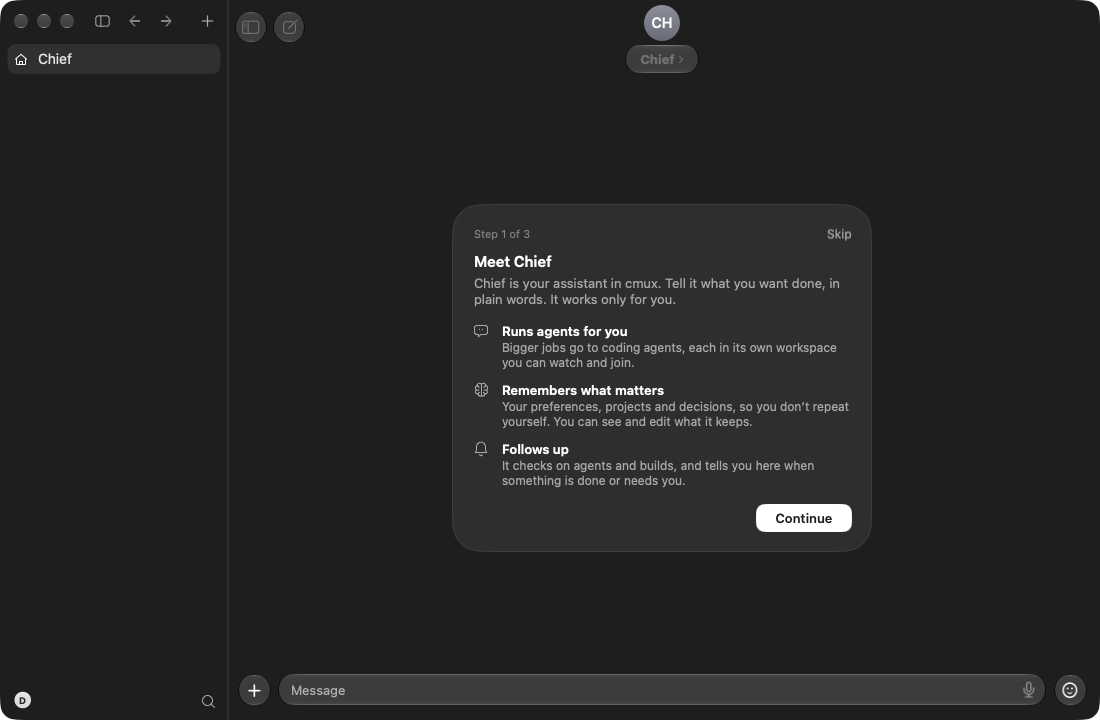 CH
Chief
Chief
Step 1 of 3
Skip
Meet Chief
Chief is your assistant in cmux. Tell it what you want done, in
plain words. It works only for you.
Runs agents for you
Bigger jobs go to coding agents, each in its own workspace
you can watch and join.
Remembers what matters
Your preferences, projects and decisions, so you don’t repeat
yourself. You can see and edit what it keeps.
Follows up
It checks on agents and builds, and tells you here when
something is done or needs you.
Continue
Message
D